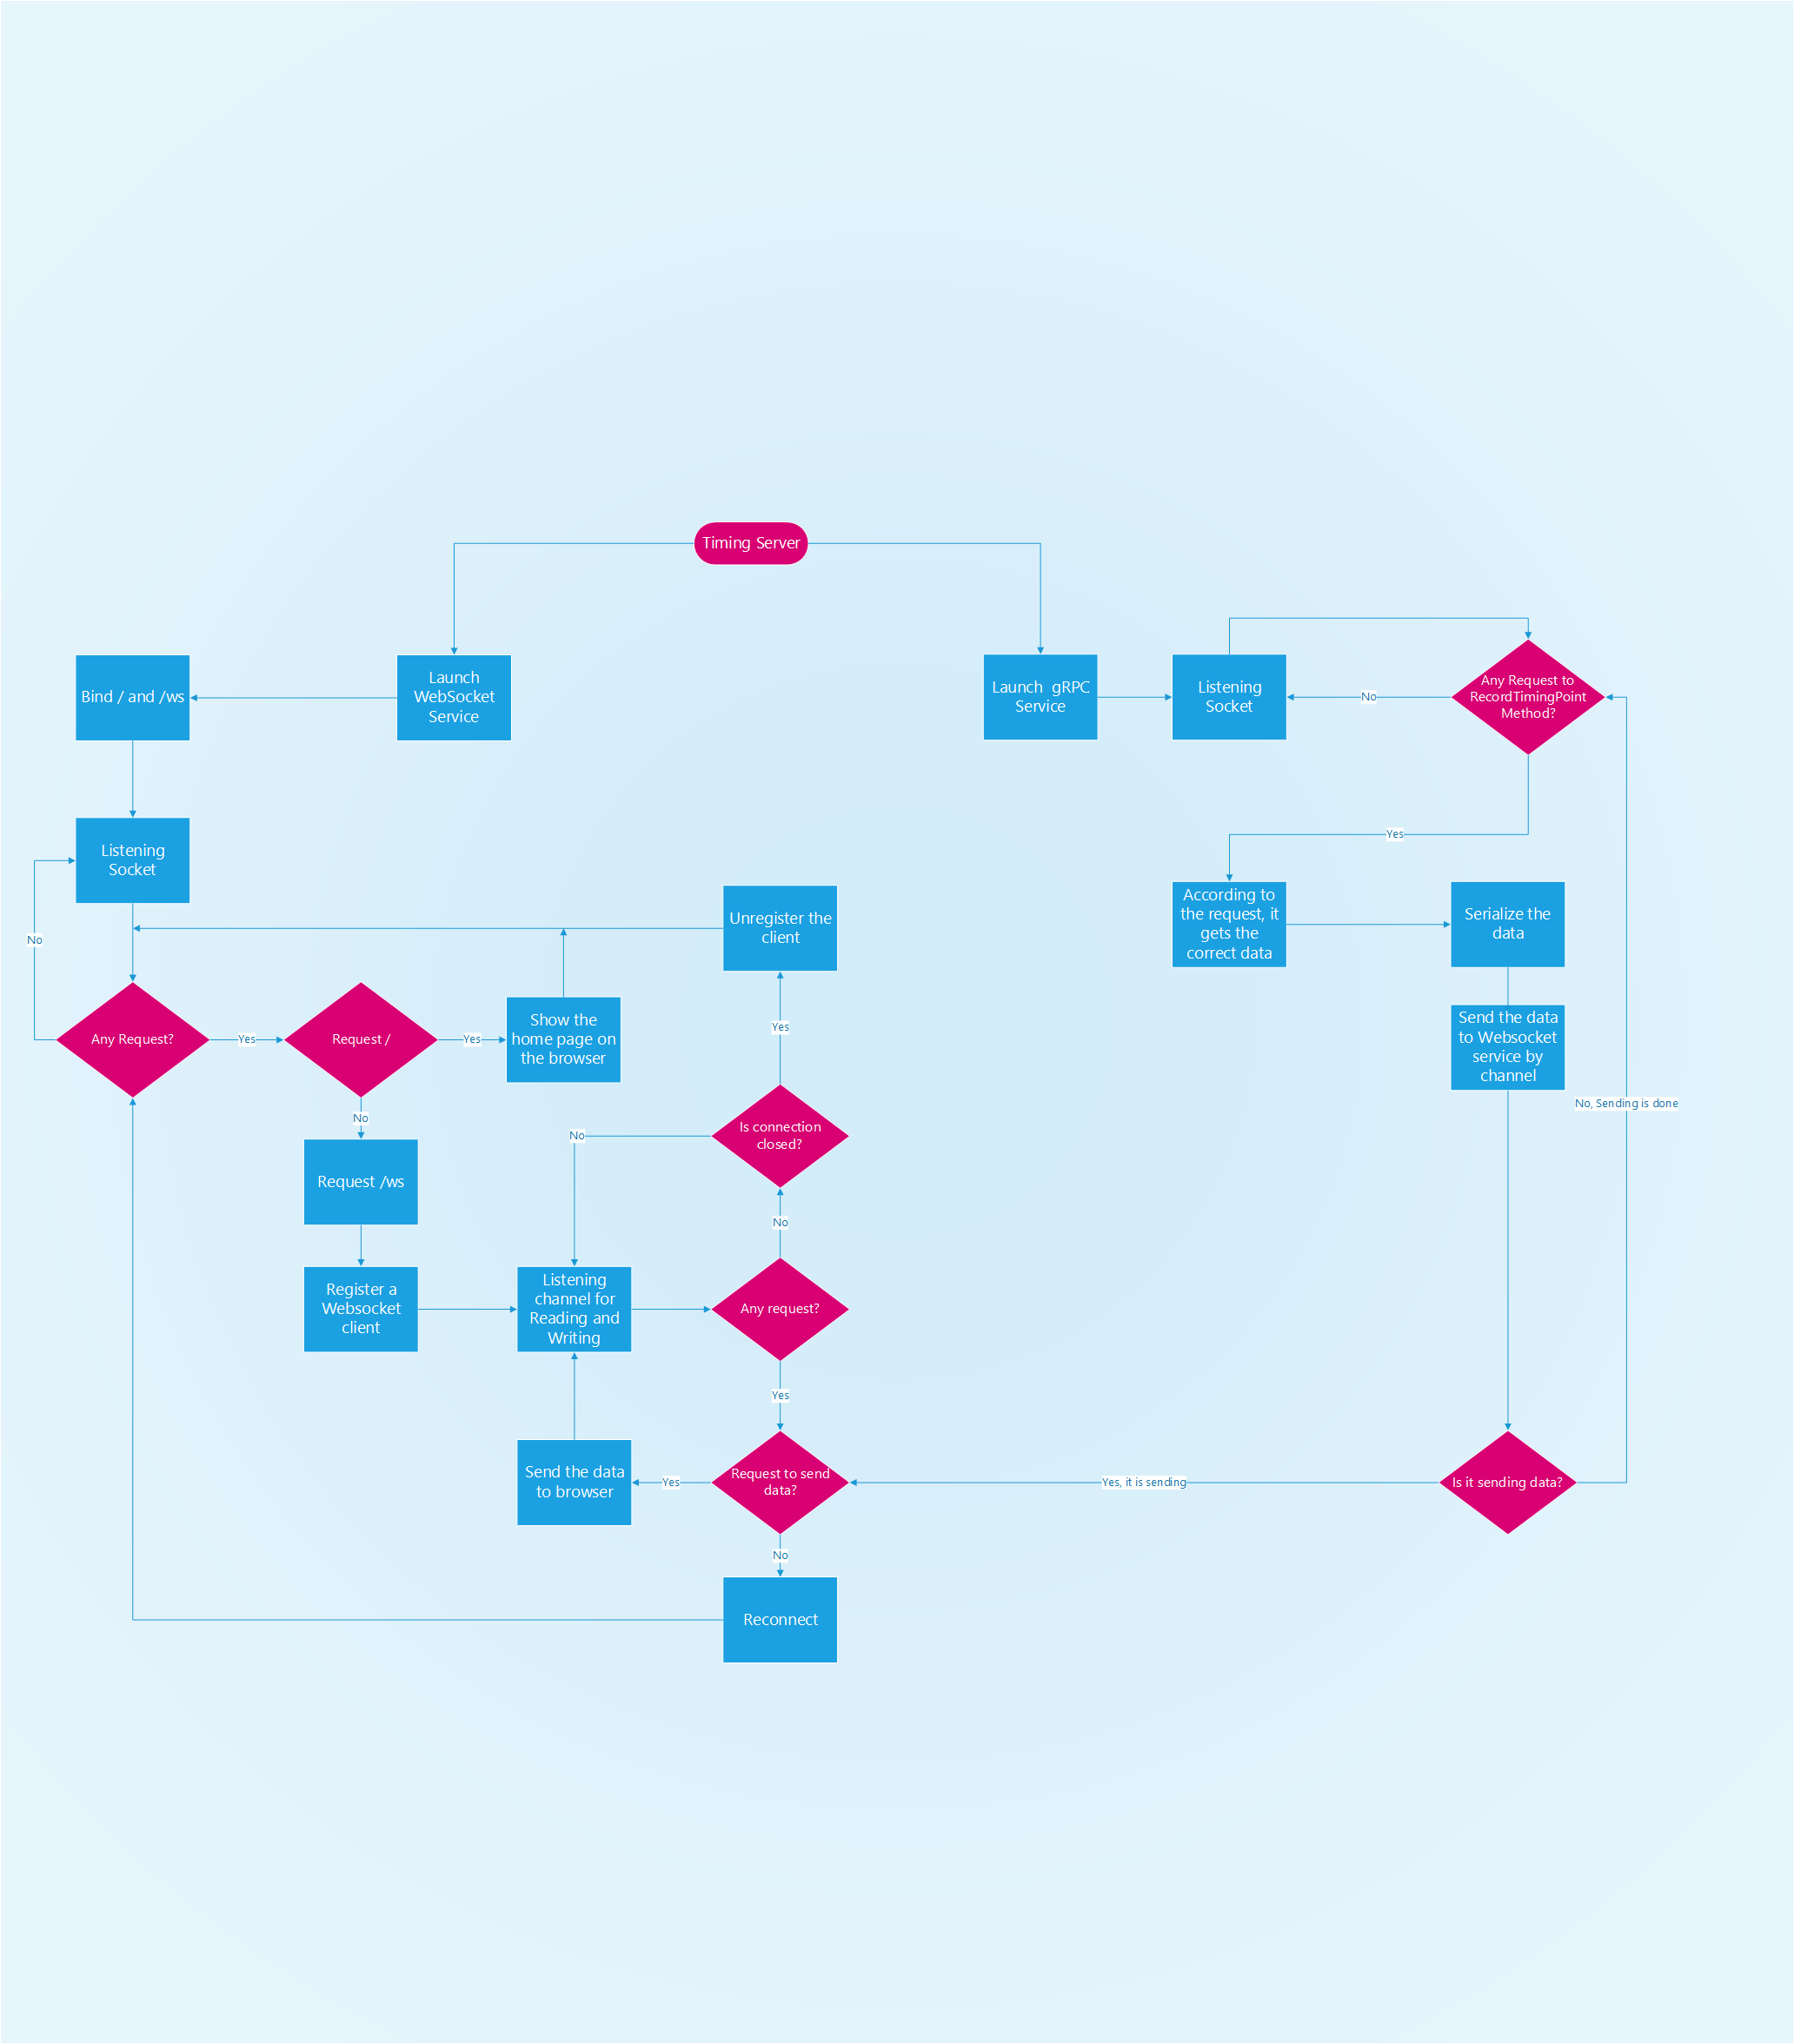 Timing Server
Bind / and /ws
Launch
WebSocket
Service
Launch  gRPC
Service
Listening
Socket
No
Any Request to
RecordTimingPoint
Method?
Yes
Listening
Socket
No
Unregister the
client
According to
the request, it
gets the
correct data
Serialize the
data
Any Request?
Yes
Request /
Yes
Show the
home page on
the browser
Yes
Send the data
to Websocket
service by
channel
No, Sending is done
No
Is connection
closed?
No
Request /ws
No
Register a
Websocket
client
Listening
channel for
Reading and
Writing
Any request?
Yes
Send the data
to browser
Yes
Request to send
data?
Yes, it is sending
Is it sending data?
No
Reconnect